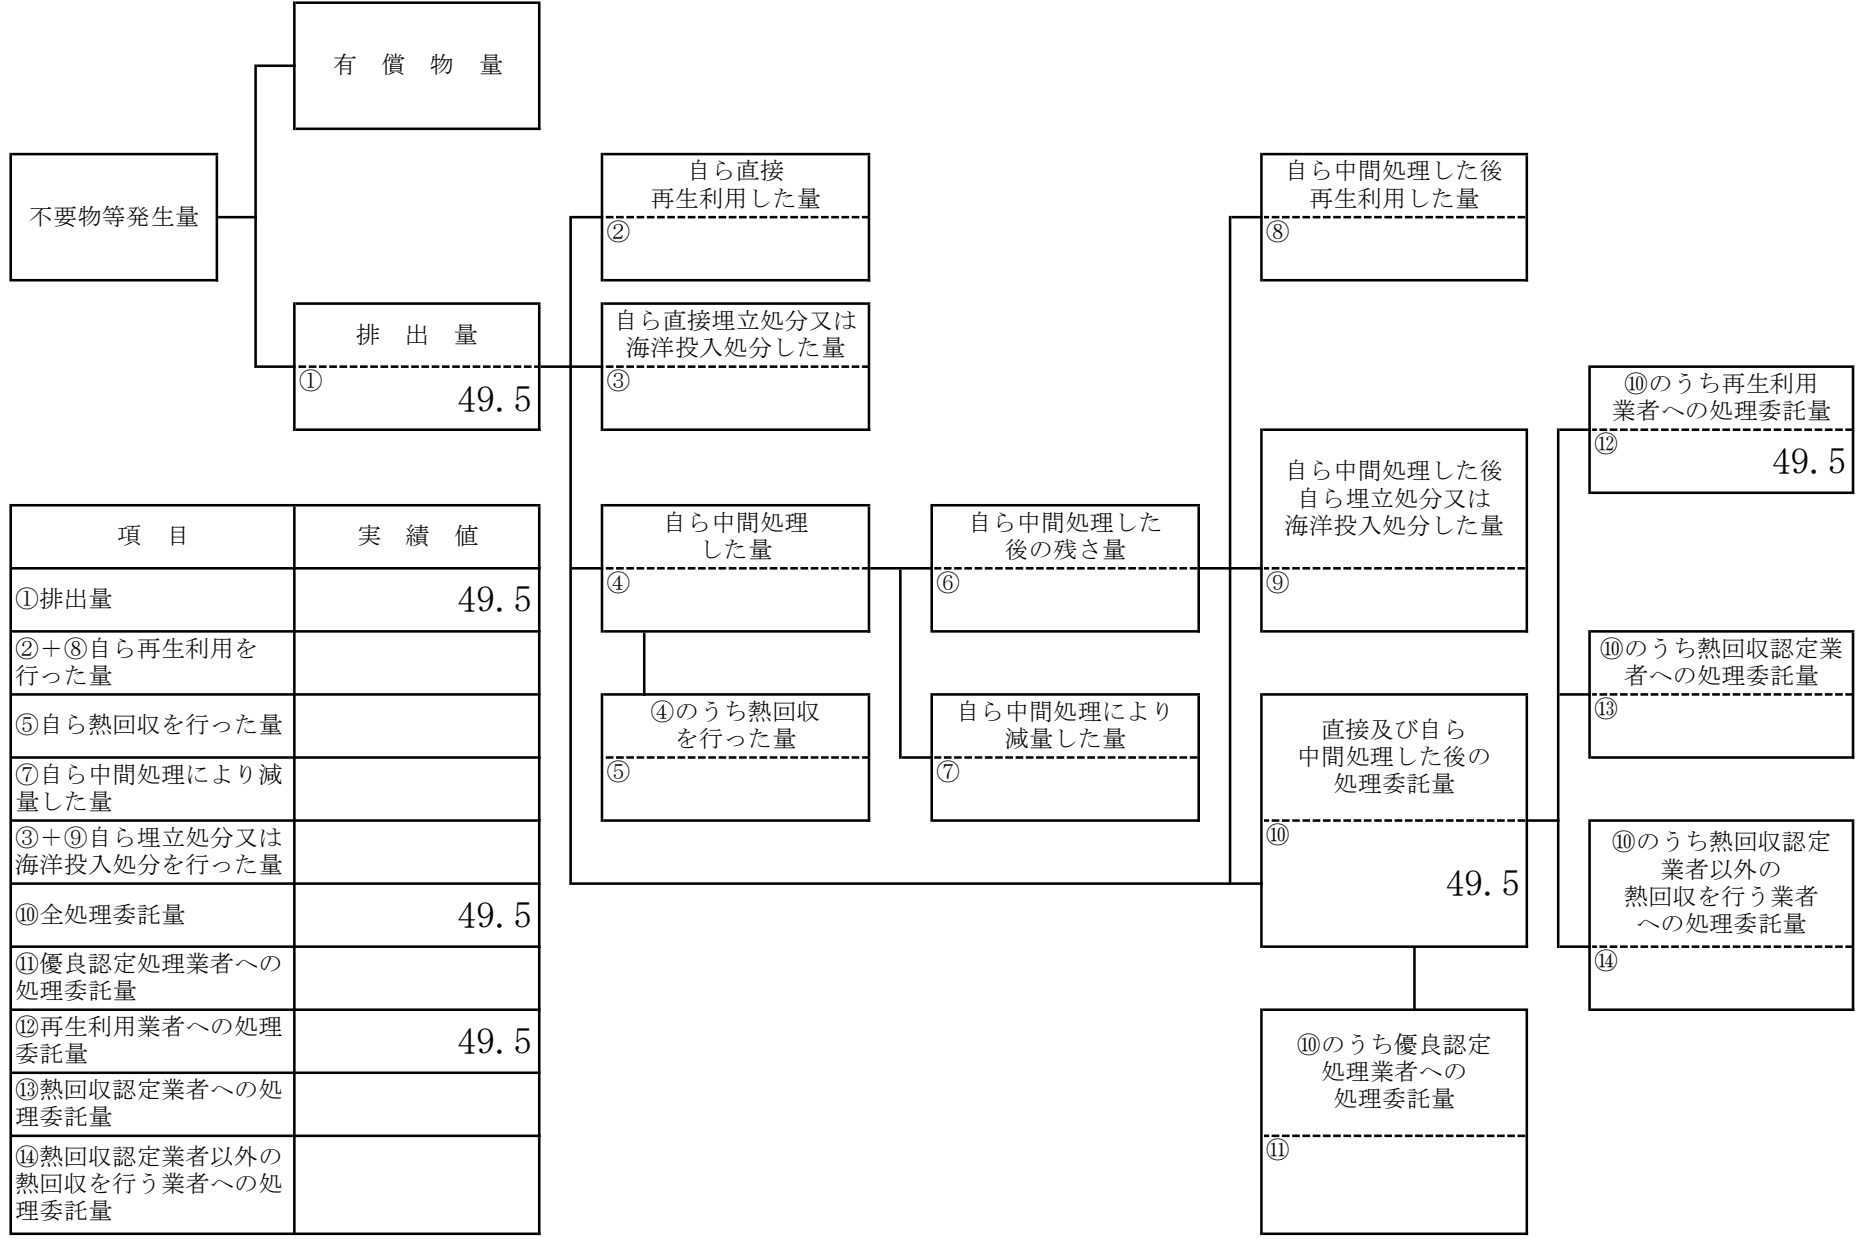 有　償　物　量
不要物等発生量
排　出　量
①
49.5
自ら直接
再生利用した量
②
自ら直接埋立処分又は
海洋投入処分した量
③
自ら中間処理
した量
④
④のうち熱回収
を行った量
⑤
自ら中間処理した
後の残さ量
⑥
自ら中間処理により
減量した量
⑦
自ら中間処理した後
再生利用した量
⑧
自ら中間処理した後
自ら埋立処分又は
海洋投入処分した量
⑨
直接及び自ら
中間処理した後の
処理委託量
⑩
49.5
⑩のうち優良認定
処理業者への
処理委託量
⑪
⑩のうち再生利用
業者への処理委託量
⑫
49.5
⑩のうち熱回収認定業
者への処理委託量
⑬
⑩のうち熱回収認定
業者以外の
熱回収を行う業者
への処理委託量
⑭
項　目　実　績　値
①排出量　49.5
②＋⑧自ら再生利用を
行った量
⑤自ら熱回収を行った量
⑦自ら中間処理により減
量した量
③＋⑨自ら埋立処分又は
海洋投入処分を行った量
⑩全処理委託量　49.5
⑪優良認定処理業者への
処理委託量
⑫再生利用業者への処理
委託量　49.5
⑬熱回収認定業者への処
理委託量
⑭熱回収認定業者以外の
熱回収を行う業者への処
理委託量